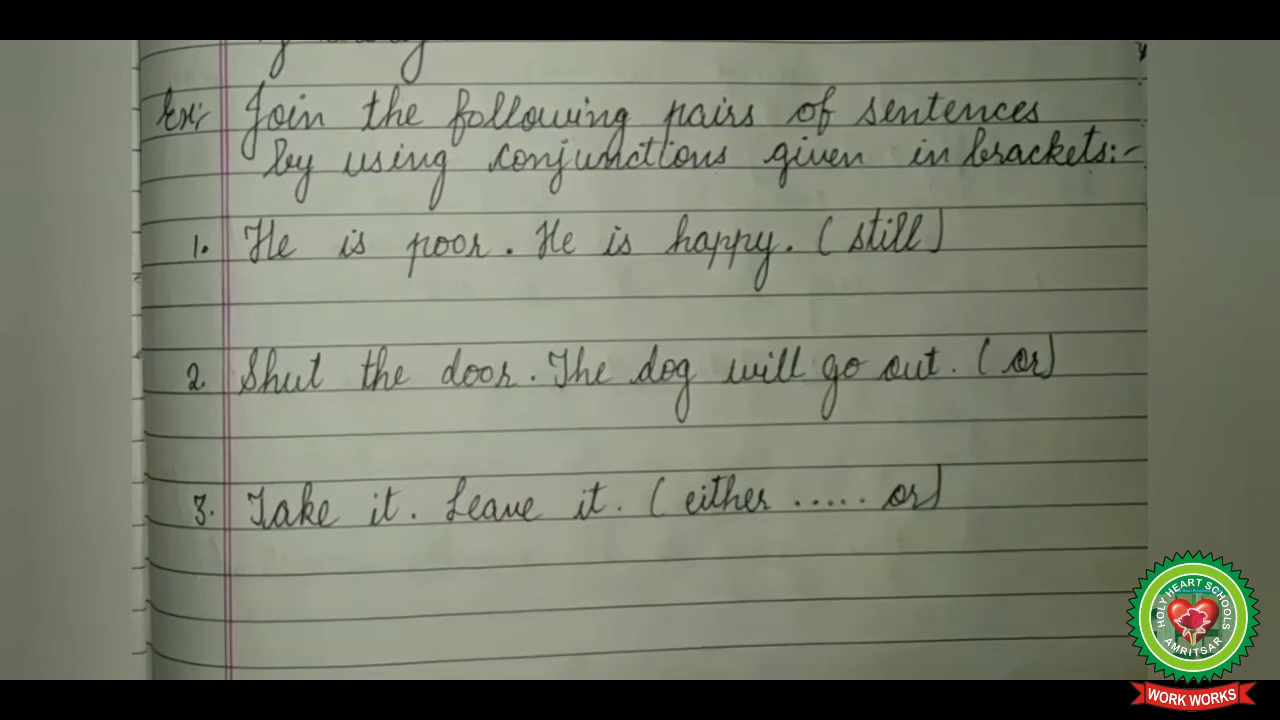 Ex:- Join the following pairs of sentences
by using conjunctions given in brackets:-
1. He is poor. He is happy. (still)
2. Shut the door. The dog will go out. (or)
3. Take it. Leave it. (either ..... or)
HOLY HEART SCHOOLS
AMRITSAR
WORK WORKS